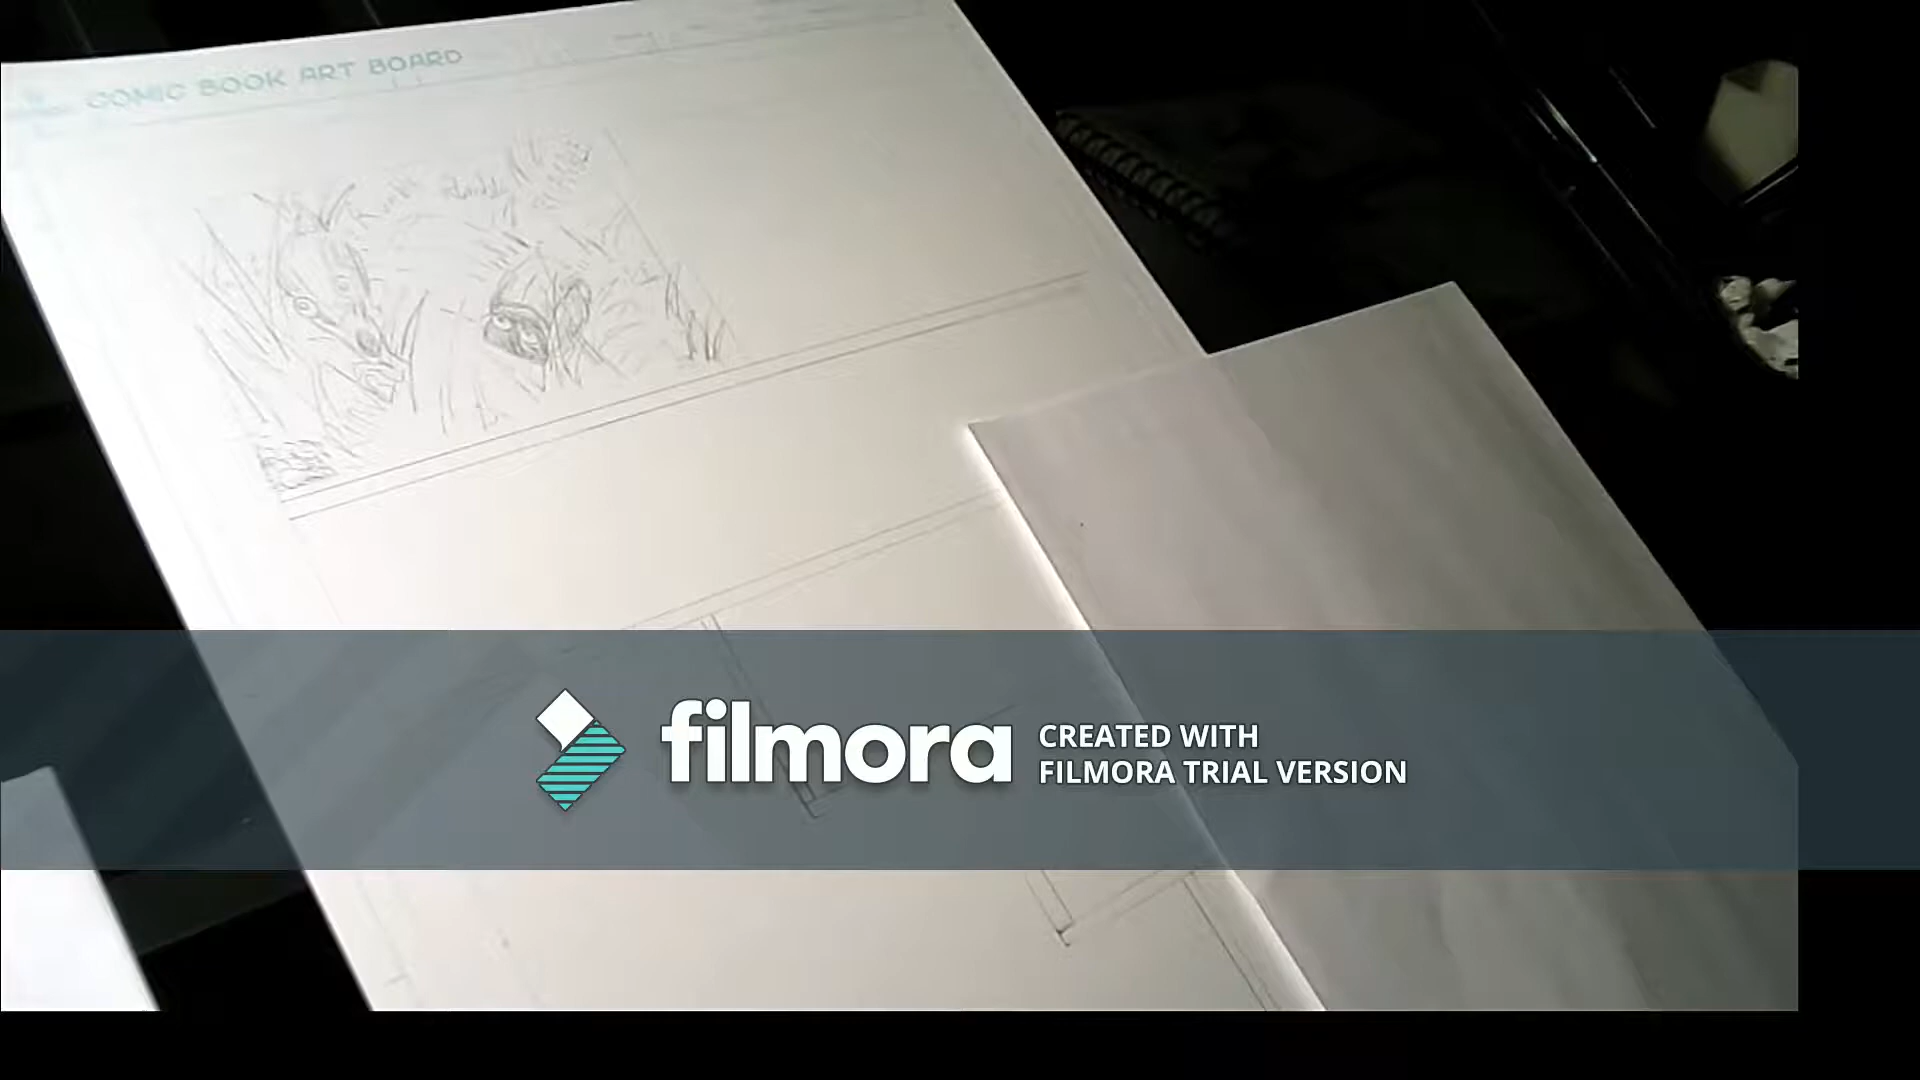 COMIC BOOK ART BOARD
filmora
CREATED WITH
FILMORA TRIAL VERSION